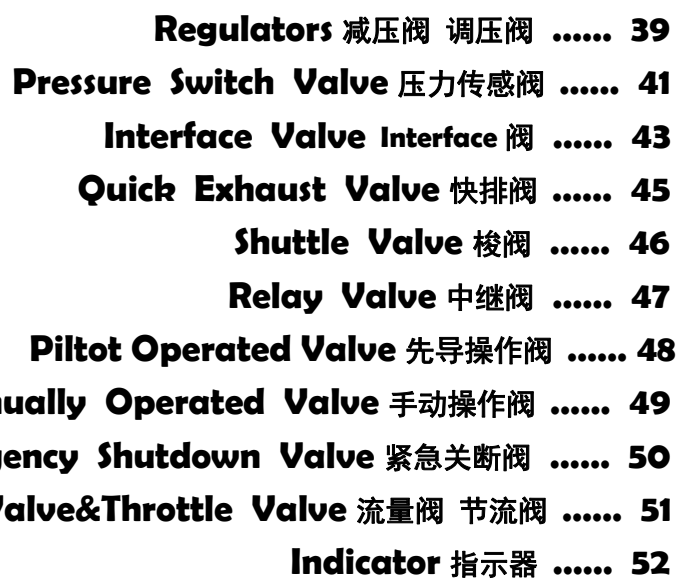 Regulators 减压阀 调压阀 ...... 39
Pressure Switch Valve 压力传感阀 ...... 41
Interface Valve Interface 阀 ...... 43
Quick Exhaust Valve 快排阀 ...... 45
Shuttle Valve 梭阀 ...... 46
Relay Valve 中继阀 ...... 47
Piltot Operated Valve 先导操作阀 ...... 48
nually Operated Valve 手动操作阀 ...... 49
gency Shutdown Valve 紧急关断阀 ...... 50
Valve&Throttle Valve 流量阀 节流阀 ...... 51
Indicator 指示器 ...... 52